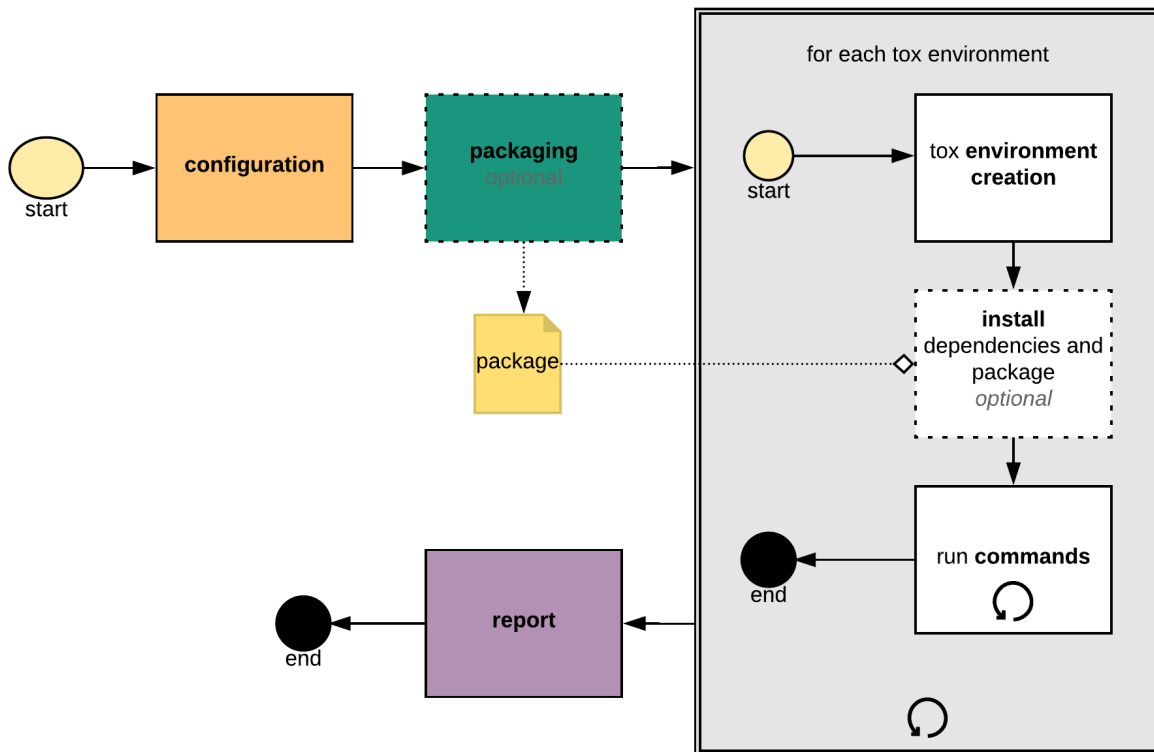 for each tox environment
start
configuration
packaging
optional
start
tox environment
creation
package
install
dependencies and
package
optional
run commands
end
report
end